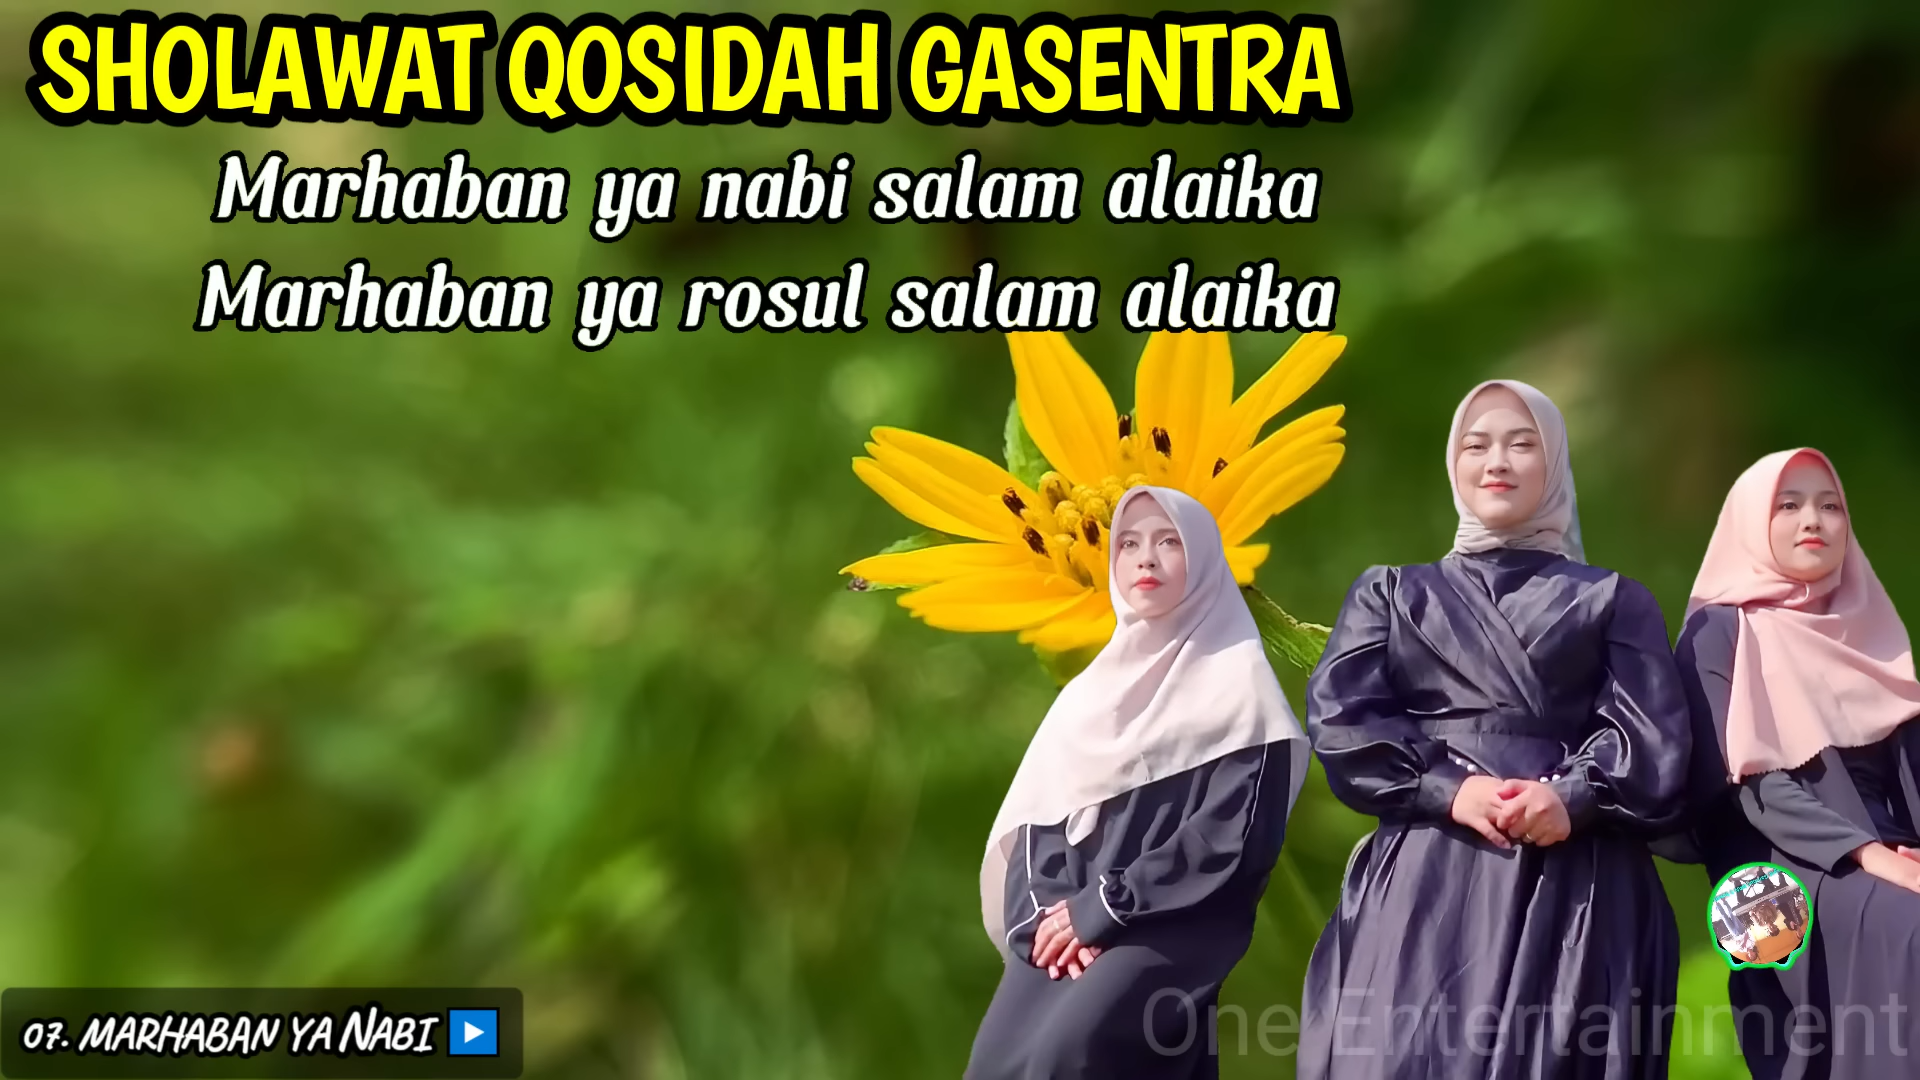 SHOLAWAT QOSIDAH GASENTRA
Marhaban ya nabi salam alaika
Marhaban ya rosul salam alaika
07. MARHABAN YA NABI
One Entertainment